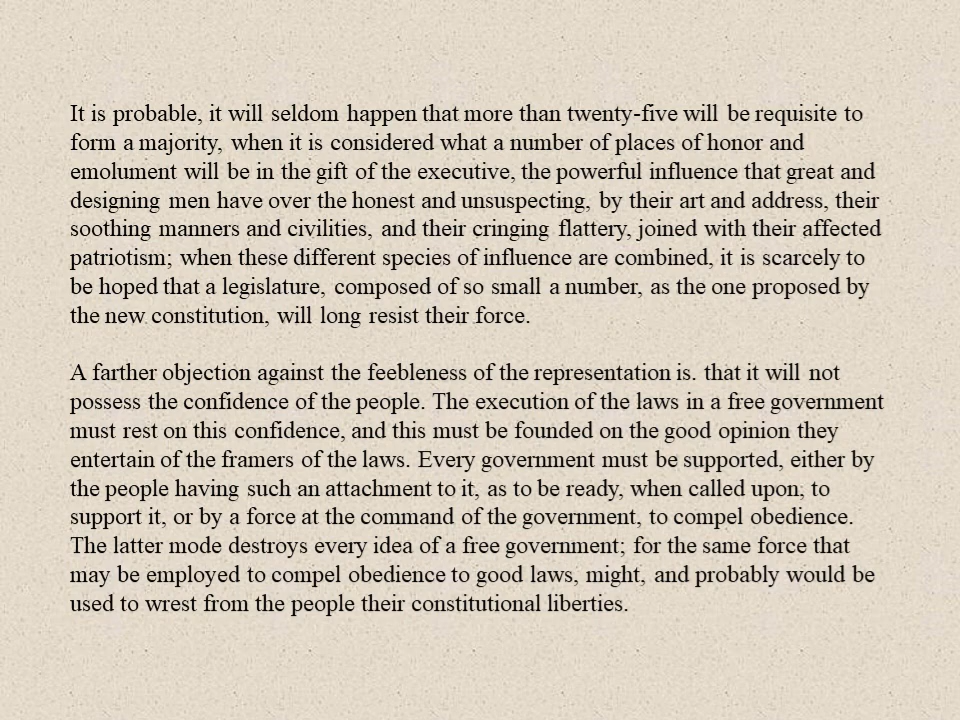 It is probable, it will seldom happen that more than twenty-five will be requisite to
form a majority, when it is considered what a number of places of honor and
emolument will be in the gift of the executive, the powerful influence that great and
designing men have over the honest and unsuspecting, by their art and address, their
soothing manners and civilities, and their cringing flattery, joined with their affected
patriotism; when these different species of influence are combined, it is scarcely to
be hoped that a legislature, composed of so small a number, as the one proposed by
the new constitution, will long resist their force.
A farther objection against the feebleness of the representation is. that it will not
possess the confidence of the people. The execution of the laws in a free government
must rest on this confidence, and this must be founded on the good opinion they
entertain of the framers of the laws. Every government must be supported, either by
the people having such an attachment to it, as to be ready, when called upon, to
support it, or by a force at the command of the government, to compel obedience.
The latter mode destroys every idea of a free government; for the same force that
may be employed to compel obedience to good laws, might, and probably would be
used to wrest from the people their constitutional liberties.